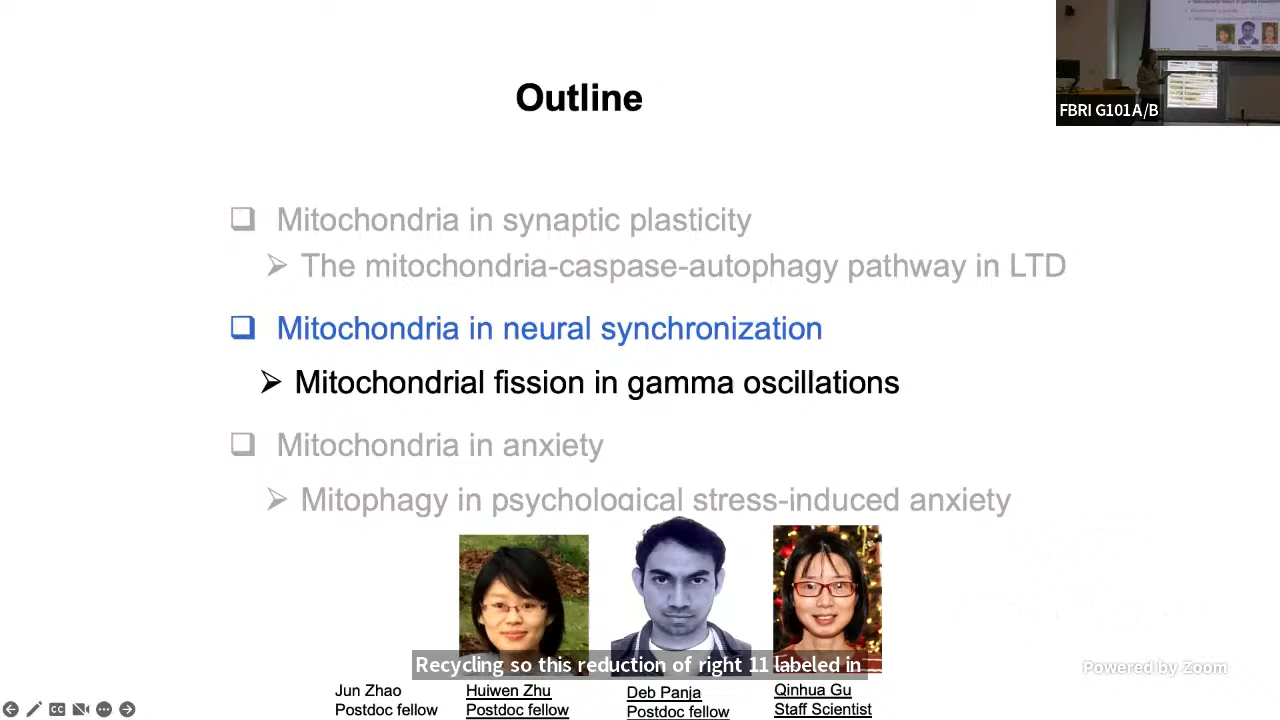 Outline
FBRI G101A/B
Mitochondria in synaptic plasticity
The mitochondria-caspase-autophagy pathway in LTD
Mitochondria in neural synchronization
Mitochondrial fission in gamma oscillations
Mitochondria in anxiety
Mitophagy in psychological stress-induced anxiety
Recycling so this reduction of right 11 labeled in
Powered by Zoom
Jun Zhao
Postdoc fellow
Huiwen Zhu
Postdoc fellow
Deb Panja
Postdoc fellow
Qinhua Gu
Staff Scientist
CC